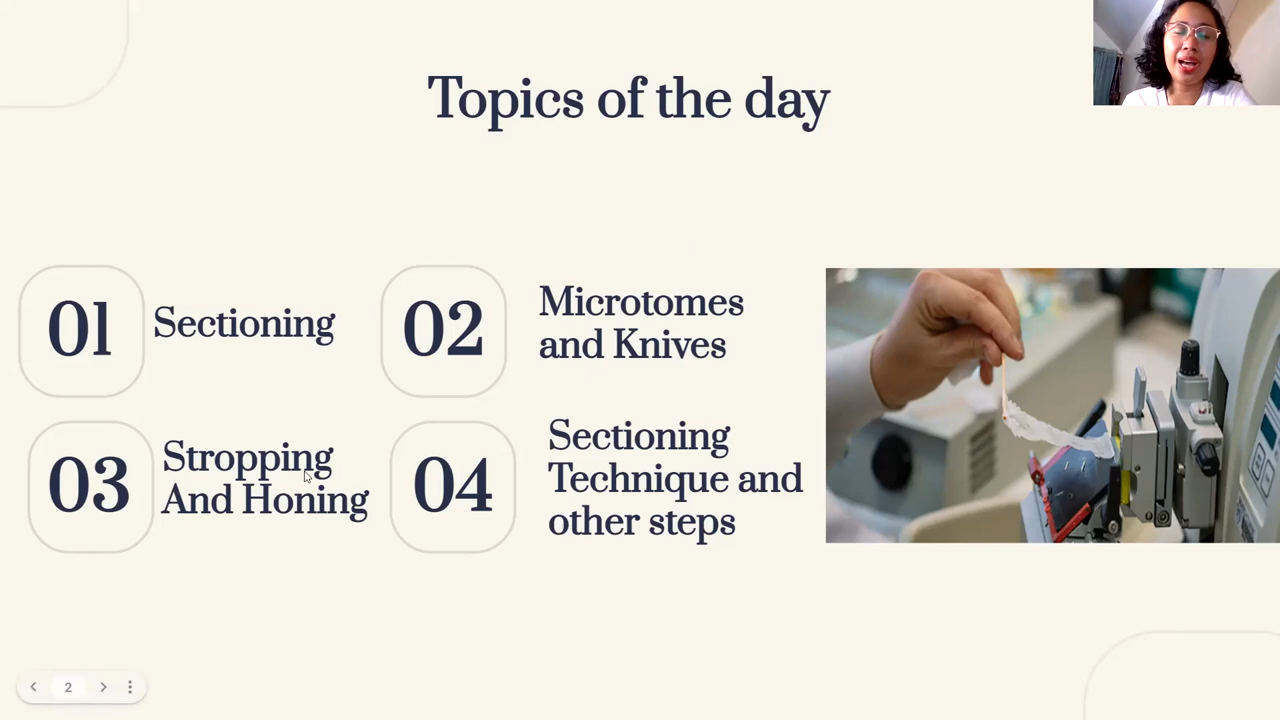 Topics of the day
01
Sectioning
02
Microtomes
and Knives
03
Stropping
And Honing
04
Sectioning
Technique and
other steps
2